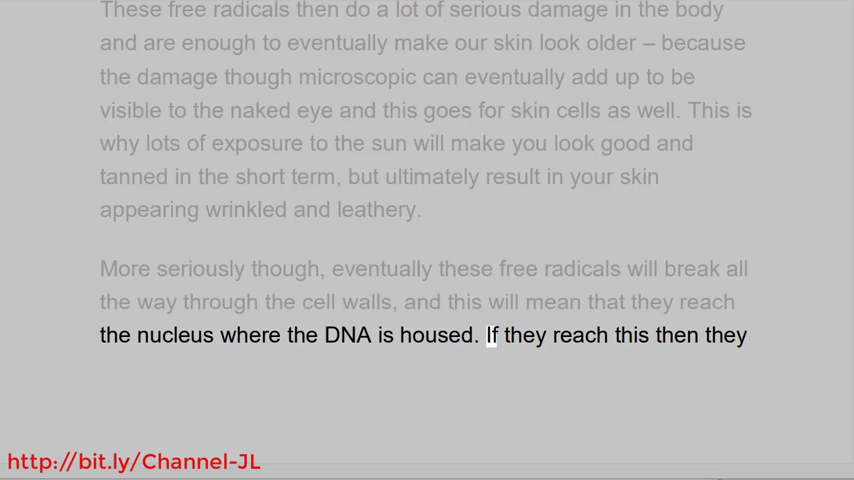 These free radicals then do a lot of serious damage in the body
and are enough to eventually make our skin look older – because
the damage though microscopic can eventually add up to be
visible to the naked eye and this goes for skin cells as well. This is
why lots of exposure to the sun will make you look good and
tanned in the short term, but ultimately result in your skin
appearing wrinkled and leathery.
More seriously though, eventually these free radicals will break all
the way through the cell walls, and this will mean that they reach
the nucleus where the DNA is housed. If they reach this then they
http://bit.ly/Channel-JL